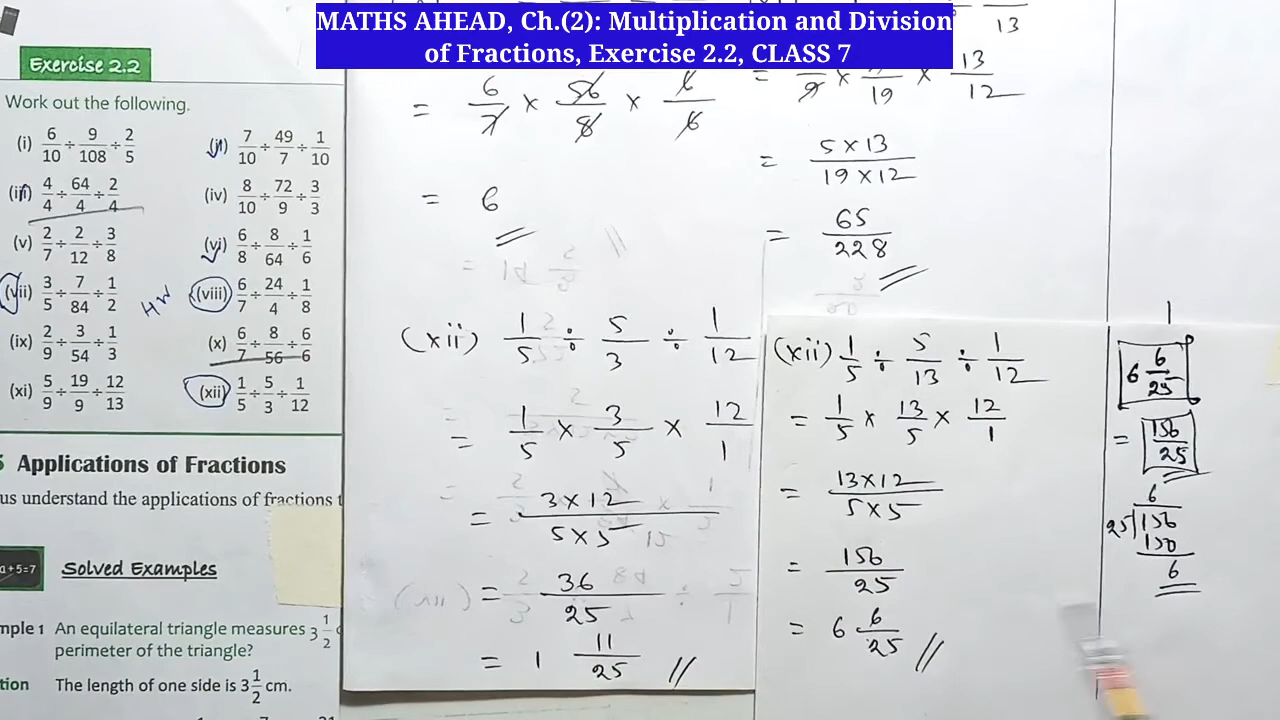 MATHS AHEAD, Ch.(2): Multiplication and Division
of Fractions, Exercise 2.2, CLASS 7
Exercise 2.2
Work out the following.
(i) 6/10 ÷ 9/108 ÷ 2/5
(ii) 7/10 ÷ 49/7 ÷ 1/10
(iii) 4/4 ÷ 64/4 ÷ 2/4
(iv) 8/10 ÷ 72/9 ÷ 3/3
(v) 2/7 ÷ 2/12 ÷ 3/8
(vi) 6/8 ÷ 8/64 ÷ 1/6
(vii) 3/5 ÷ 7/84 ÷ 1/2
HW
(viii) 6/7 ÷ 24/4 ÷ 1/8
(ix) 2/9 ÷ 3/54 ÷ 1/3
(x) 6/7 ÷ 8/56 ÷ 6/6
(xi) 5/9 ÷ 19/9 ÷ 12/13
(xii) 1/5 ÷ 5/3 ÷ 1/12
Applications of Fractions
us understand the applications of fractions
a+5=7
Solved Examples
mple 1 An equilateral triangle measures 3 1/2
perimeter of the triangle?
tion The length of one side is 3 1/2 cm.
= 6/7 × 56/8 × 6/6
= 6
(xii) 1/5 ÷ 5/3 ÷ 1/12
= 1/5 × 3/5 × 12/1
= 3×12/5×5
= 36/25
= 1 11/25
13
= × /19 × 13/12
= 5×13/19×12
= 65/228
(xii) 1/5 ÷ 5/13 ÷ 1/12
= 1/5 × 13/5 × 12/1
= 13×12/5×5
= 156/25
= 6 6/25
6 6/25
= 156/25
6
25 156
150
6